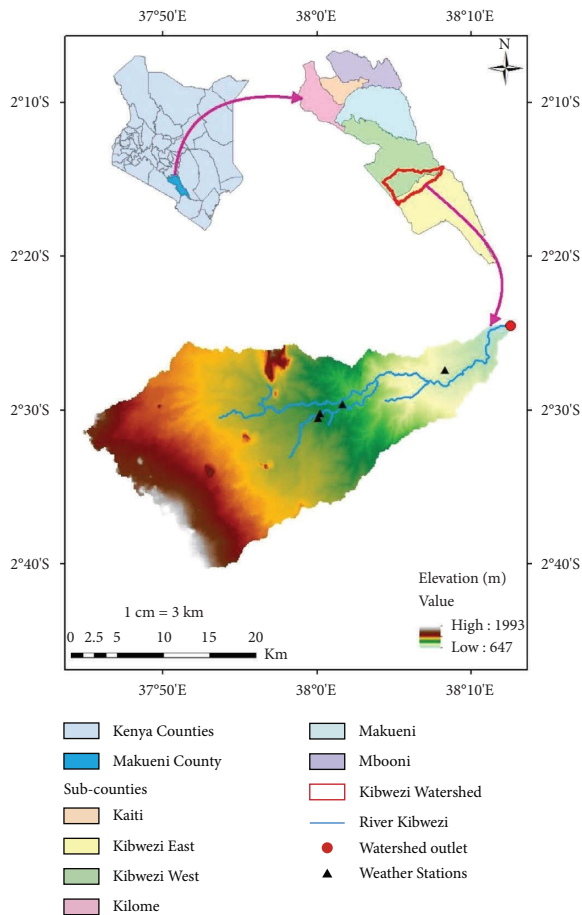 37°50'E 38°0'E 38°10'E
N
2°10'S 2°10'S
2°20'S 2°20'S
2°30'S 2°30'S
2°40'S 2°40'S
Elevation (m)
Value
High : 1993
Low : 647
1 cm = 3 km
0 2.5 5 10 15 20
Km
37°50'E 38°0'E 38°10'E
Kenya Counties
Makueni County
Sub-counties
Kaiti
Kibwezi East
Kibwezi West
Kilome
Makueni
Mbooni
Kibwezi Watershed
River Kibwezi
Watershed outlet
Weather Stations